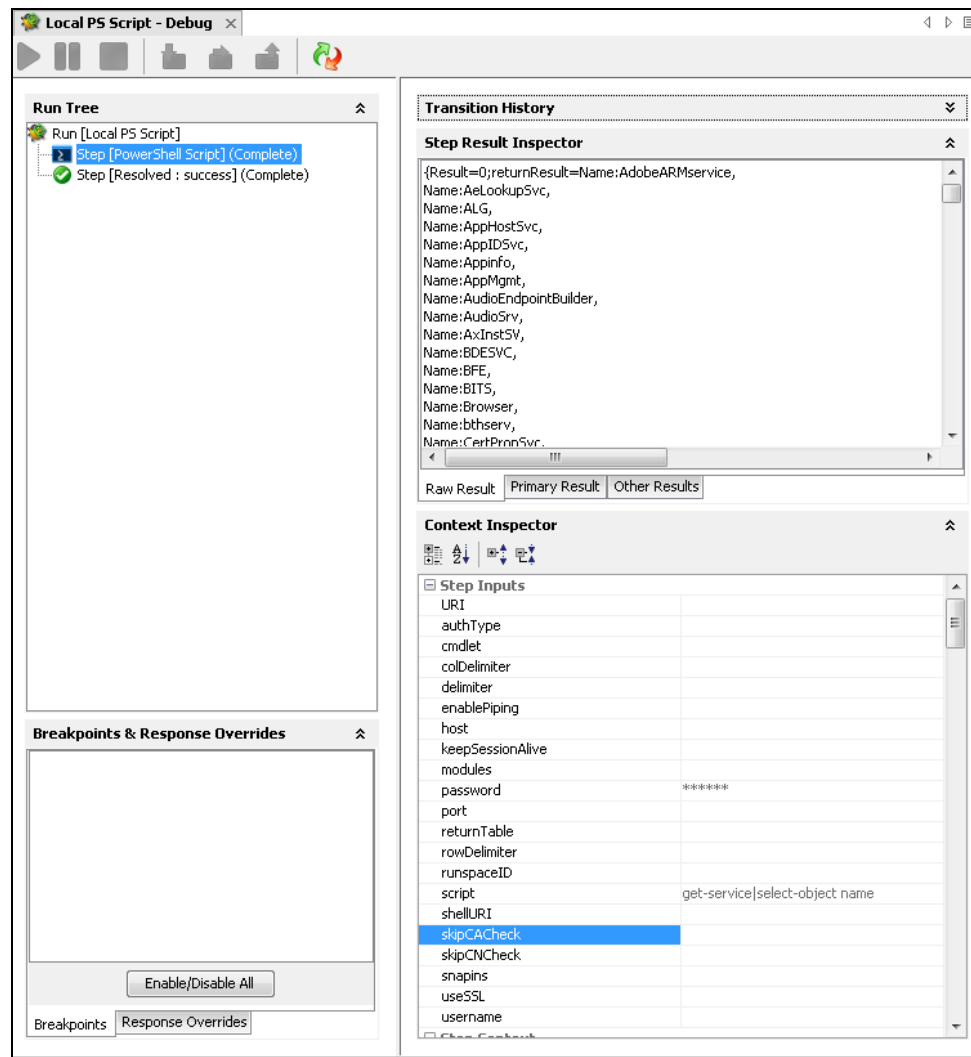 Local PS Script - Debug
Run Tree
Run [Local PS Script]
Step [PowerShell Script] (Complete)
Step [Resolved : success] (Complete)
Breakpoints & Response Overrides
Enable/Disable All
Breakpoints
Response Overrides
Transition History
Step Result Inspector
{Result=0;returnResult=Name:AdobeARMservice,
Name:AeLookupSvc,
Name:ALG,
Name:AppHostSvc,
Name:AppIDSvc,
Name:Appinfo,
Name:AppMgmt,
Name:AudioEndpointBuilder,
Name:AudioSrv,
Name:AxInstSV,
Name:BDESVC,
Name:BFE,
Name:BITS,
Name:Browser,
Name:bthserv,
Name:CertPropSvc,
Raw Result
Primary Result
Other Results
Context Inspector
Step Inputs
URI
authType
cmdlet
colDelimiter
delimiter
enablePiping
host
keepSessionAlive
modules
password ******
port
returnTable
rowDelimiter
runspaceID
script get-service|select-object name
shellURI
skipCACheck
skipCNCheck
snapins
useSSL
username
Step Context